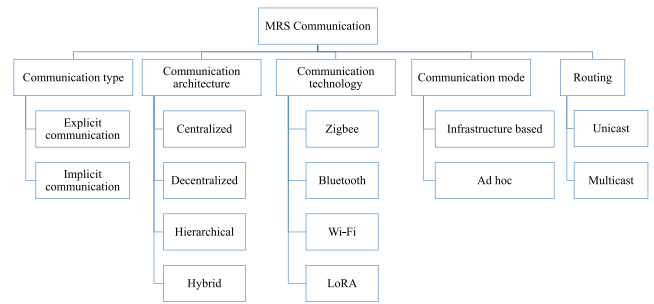 MRS Communication
Communication type
Explicit
communication
Implicit
communication
Communication
architecture
Centralized
Decentralized
Hierarchical
Hybrid
Communication
technology
Zigbee
Bluetooth
Wi-Fi
LoRA
Communication mode
Infrastructure based
Ad hoc
Routing
Unicast
Multicast